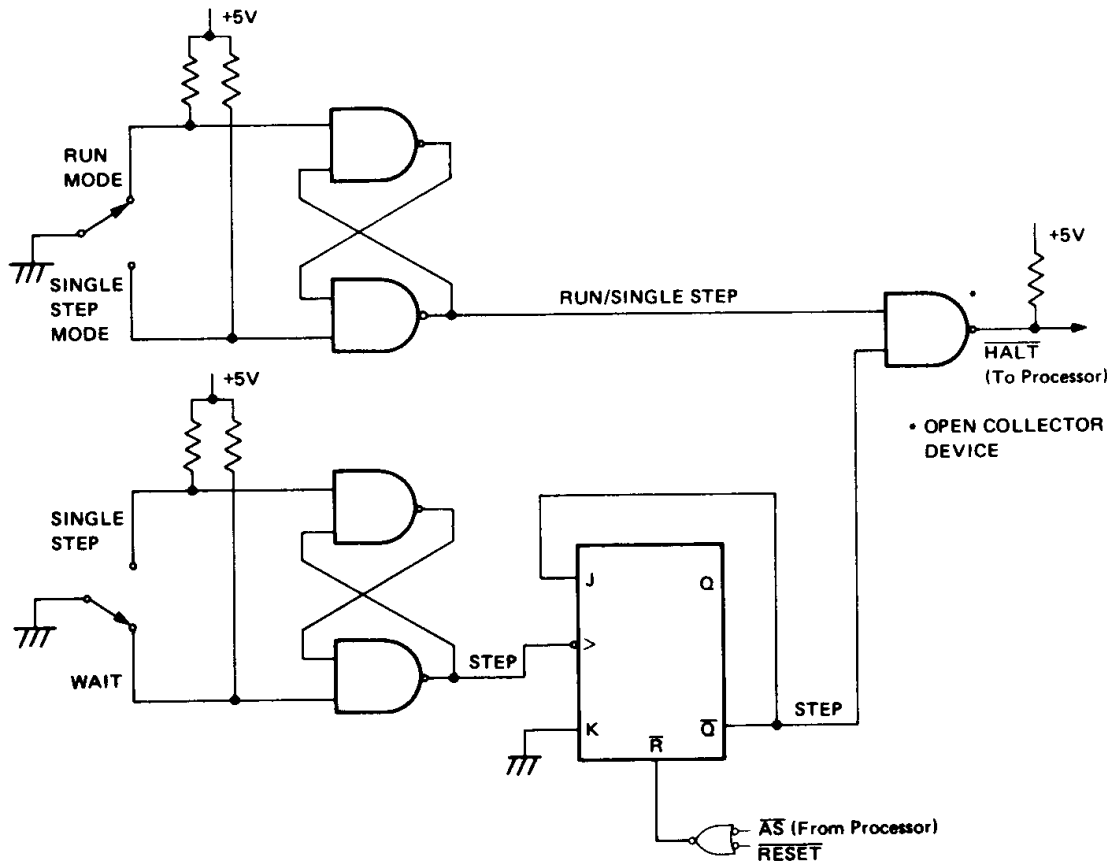 +5V
RUN
MODE
SINGLE
STEP
MODE
RUN/SINGLE STEP
+5V
HALT
(To Processor)
• OPEN COLLECTOR
DEVICE
+5V
SINGLE
STEP
WAIT
STEP
J
Q
>
K
R
Q
STEP
AS (From Processor)
RESET